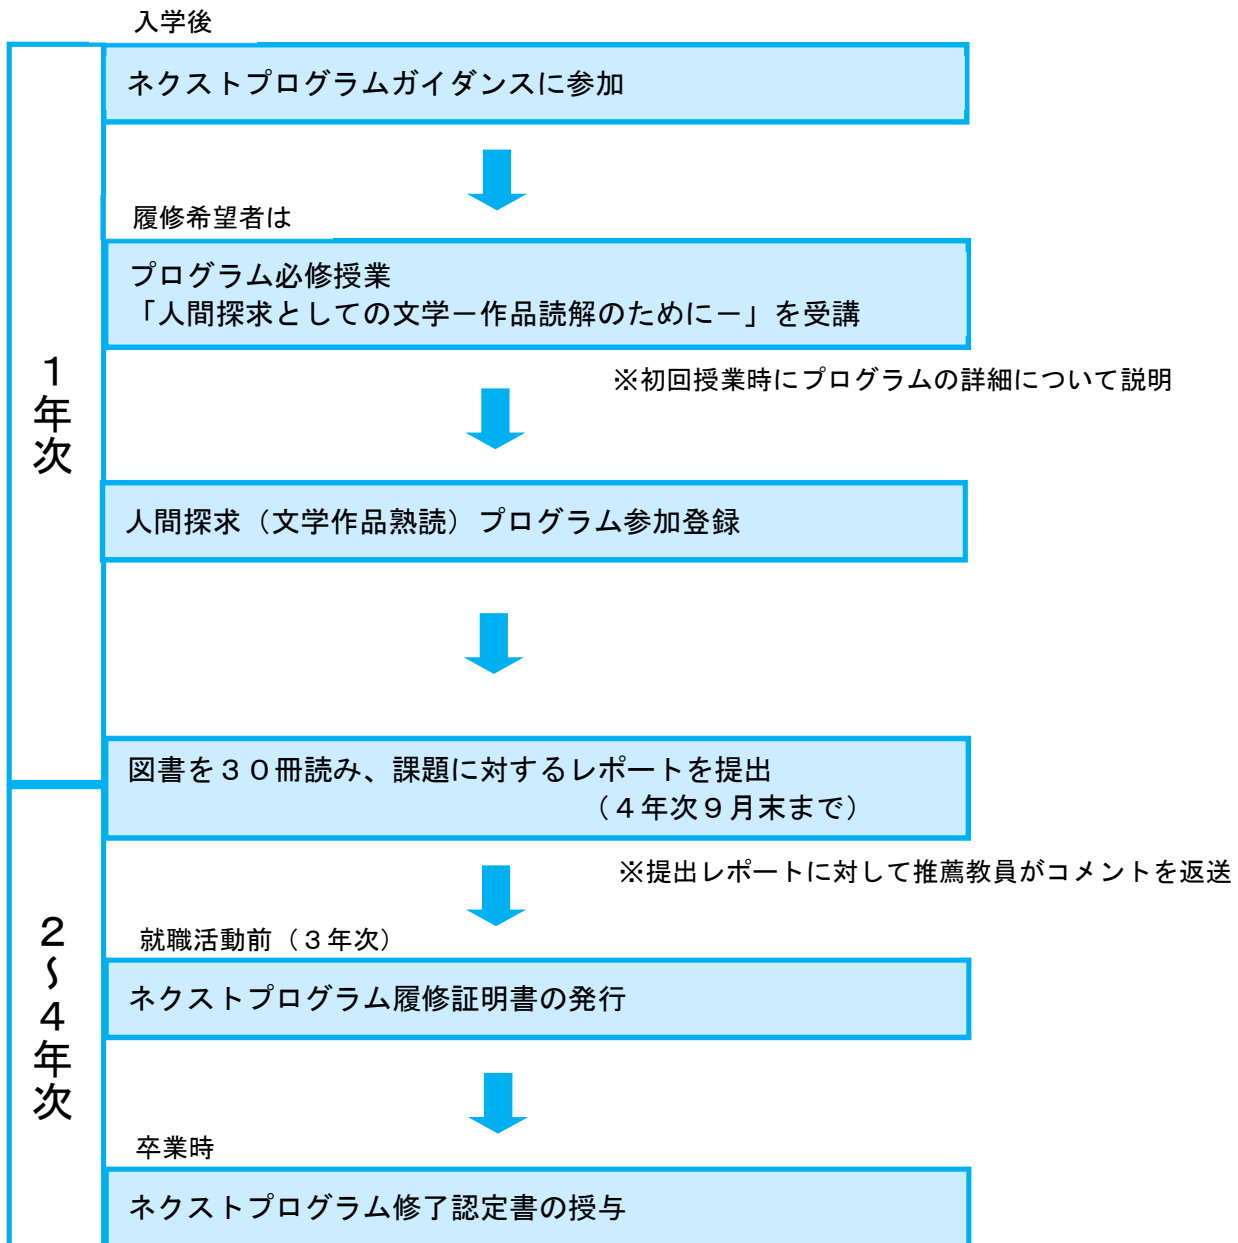 入学後
ネクストプログラムガイダンスに参加
履修希望者は
プログラム必修授業
「人間探求としての文学－作品読解のために－」を受講
※初回授業時にプログラムの詳細について説明
1年次
人間探求（文学作品熟読）プログラム参加登録
図書を３０冊読み、課題に対するレポートを提出
（４年次９月末まで）
※提出レポートに対して推薦教員がコメントを返送
2～4年次
就職活動前（３年次）
ネクストプログラム履修証明書の発行
卒業時
ネクストプログラム修了認定書の授与